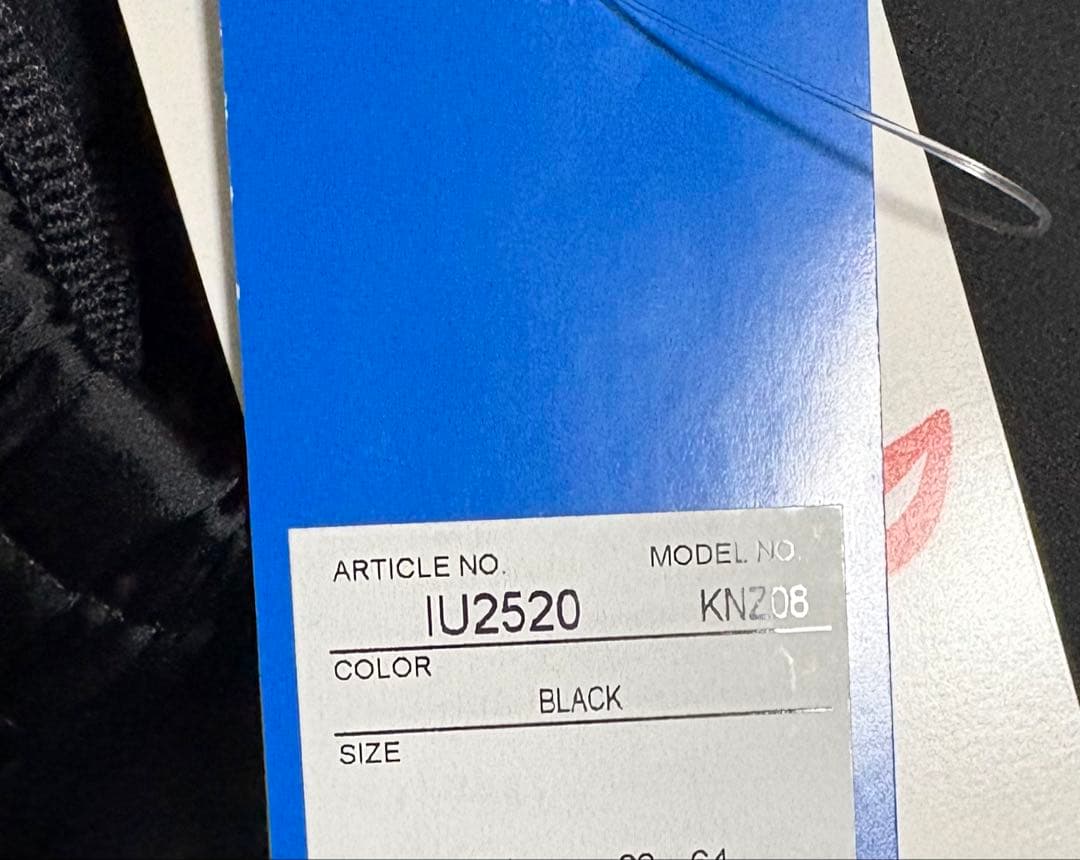 ARTICLE NO. MODEL NO.
IU2520 KNZ08
COLOR
BLACK
SIZE